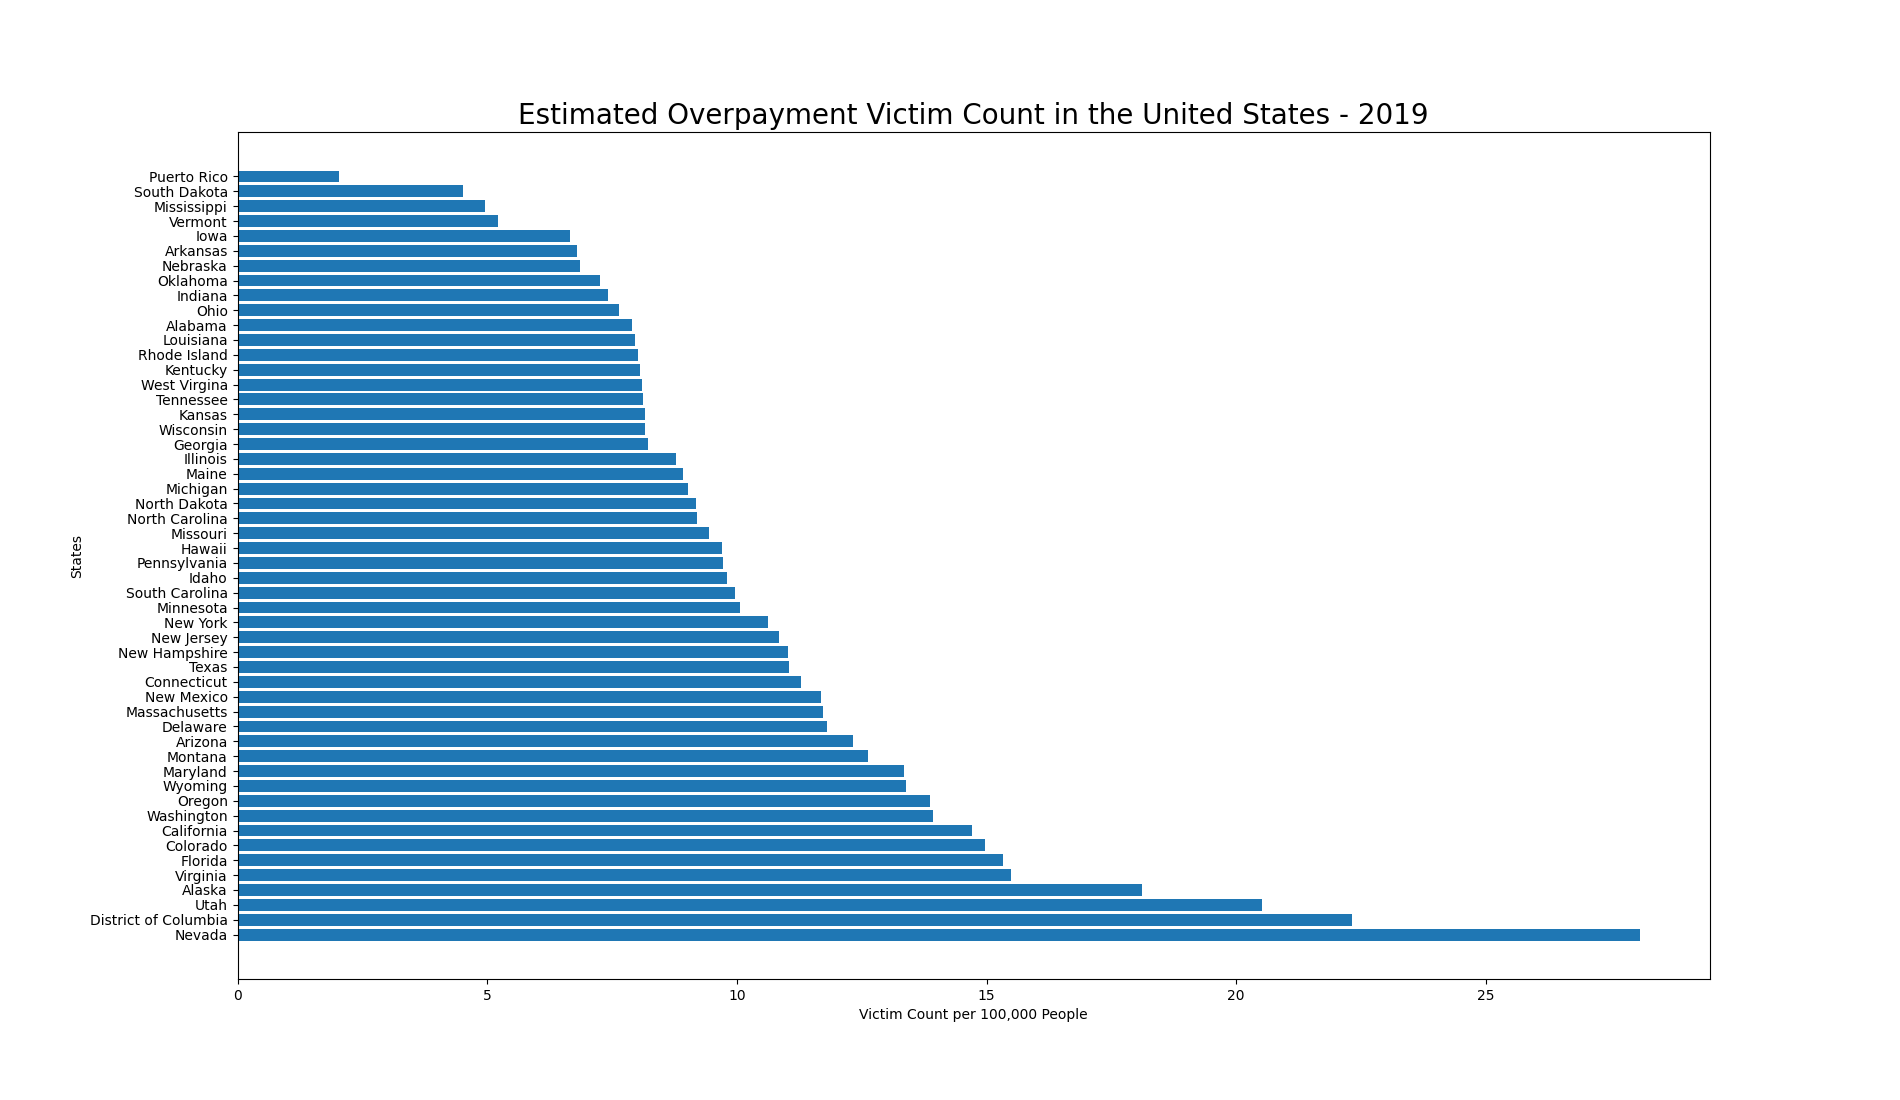 Estimated Overpayment Victim Count in the United States - 2019
Puerto Rico
South Dakota
Mississippi
Vermont
Iowa
Arkansas
Nebraska
Oklahoma
Indiana
Ohio
Alabama
Louisiana
Rhode Island
Kentucky
West Virgina
Tennessee
Kansas
Wisconsin
Georgia
Illinois
Maine
Michigan
North Dakota
North Carolina
Missouri
Hawaii
Pennsylvania
Idaho
South Carolina
Minnesota
New York
New Jersey
New Hampshire
Texas
Connecticut
New Mexico
Massachusetts
Delaware
Arizona
Montana
Maryland
Wyoming
Oregon
Washington
California
Colorado
Florida
Virginia
Alaska
Utah
District of Columbia
Nevada
States
0 5 10 15 20 25
Victim Count per 100,000 People